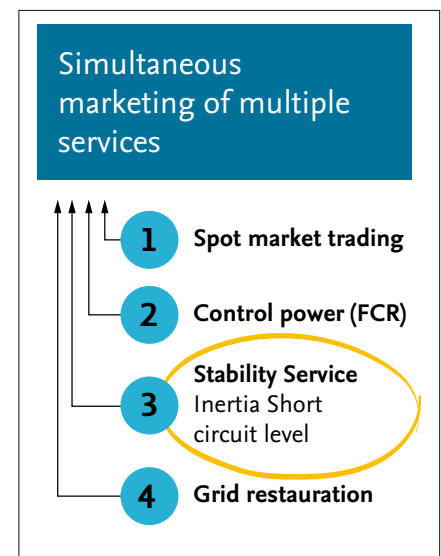 Simultaneous
marketing of multiple
services
1 Spot market trading
2 Control power (FCR)
Stability Service
3 Inertia Short
circuit level
4 Grid restauration